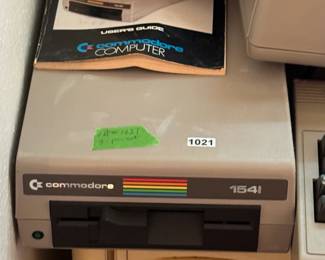 USER'S GUIDE
commodore
COMPUTER
1021
commodore
1541